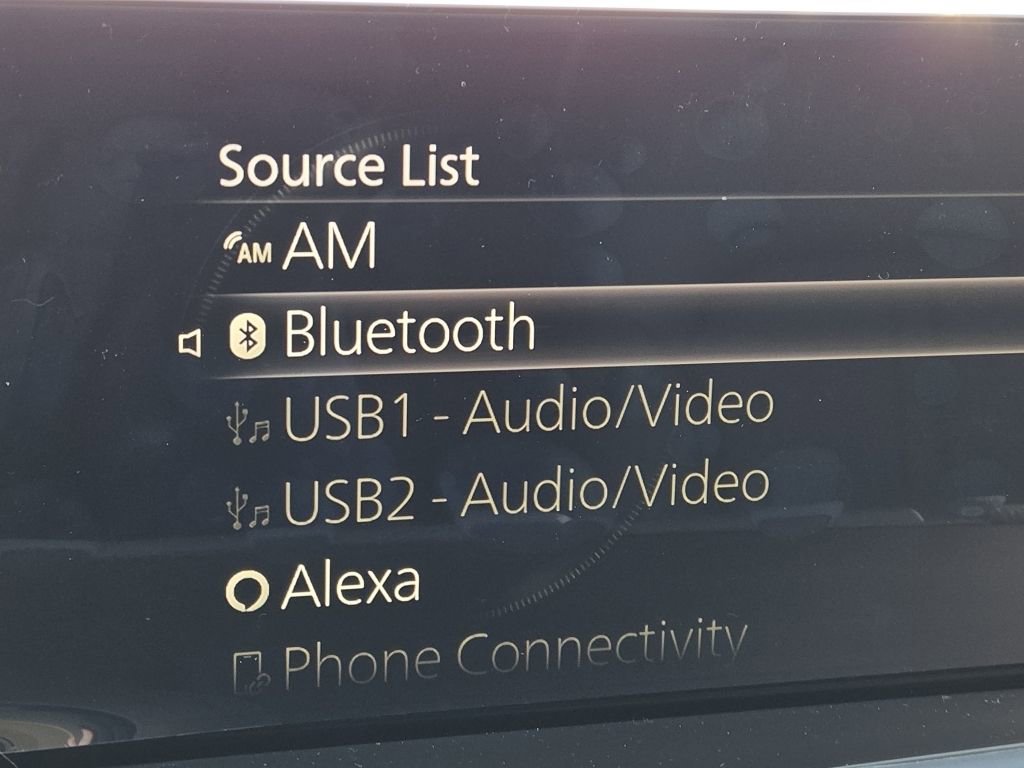 Source List
AM AM
Bluetooth
USB1 - Audio/Video
USB2 - Audio/Video
Alexa
Phone Connectivity